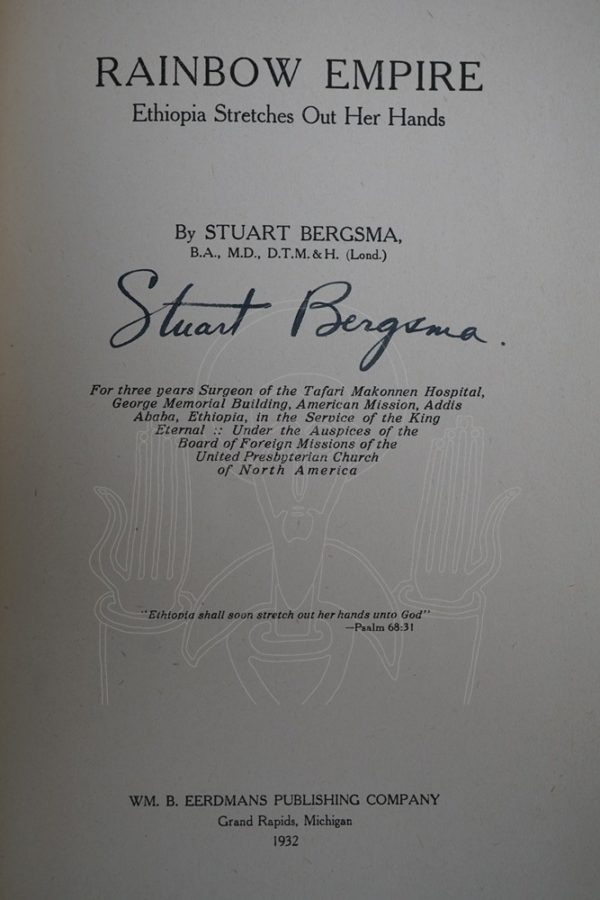 RAINBOW EMPIRE
Ethiopia Stretches Out Her Hands
By STUART BERGSMA,
B.A., M.D., D.T.M. & H. (Lond.)
Stuart Bergsma.
For three years Surgeon of the Tafari Makonnen Hospital,
George Memorial Building, American Mission, Addis
Ababa, Ethiopia, in the Service of the King
Eternal :: Under the Auspices of the
Board of Foreign Missions of the
United Presbyterian Church
of North America
"Ethiopia shall soon stretch out her hands unto God"
—Psalm 68:31
WM. B. EERDMANS PUBLISHING COMPANY
Grand Rapids, Michigan
1932